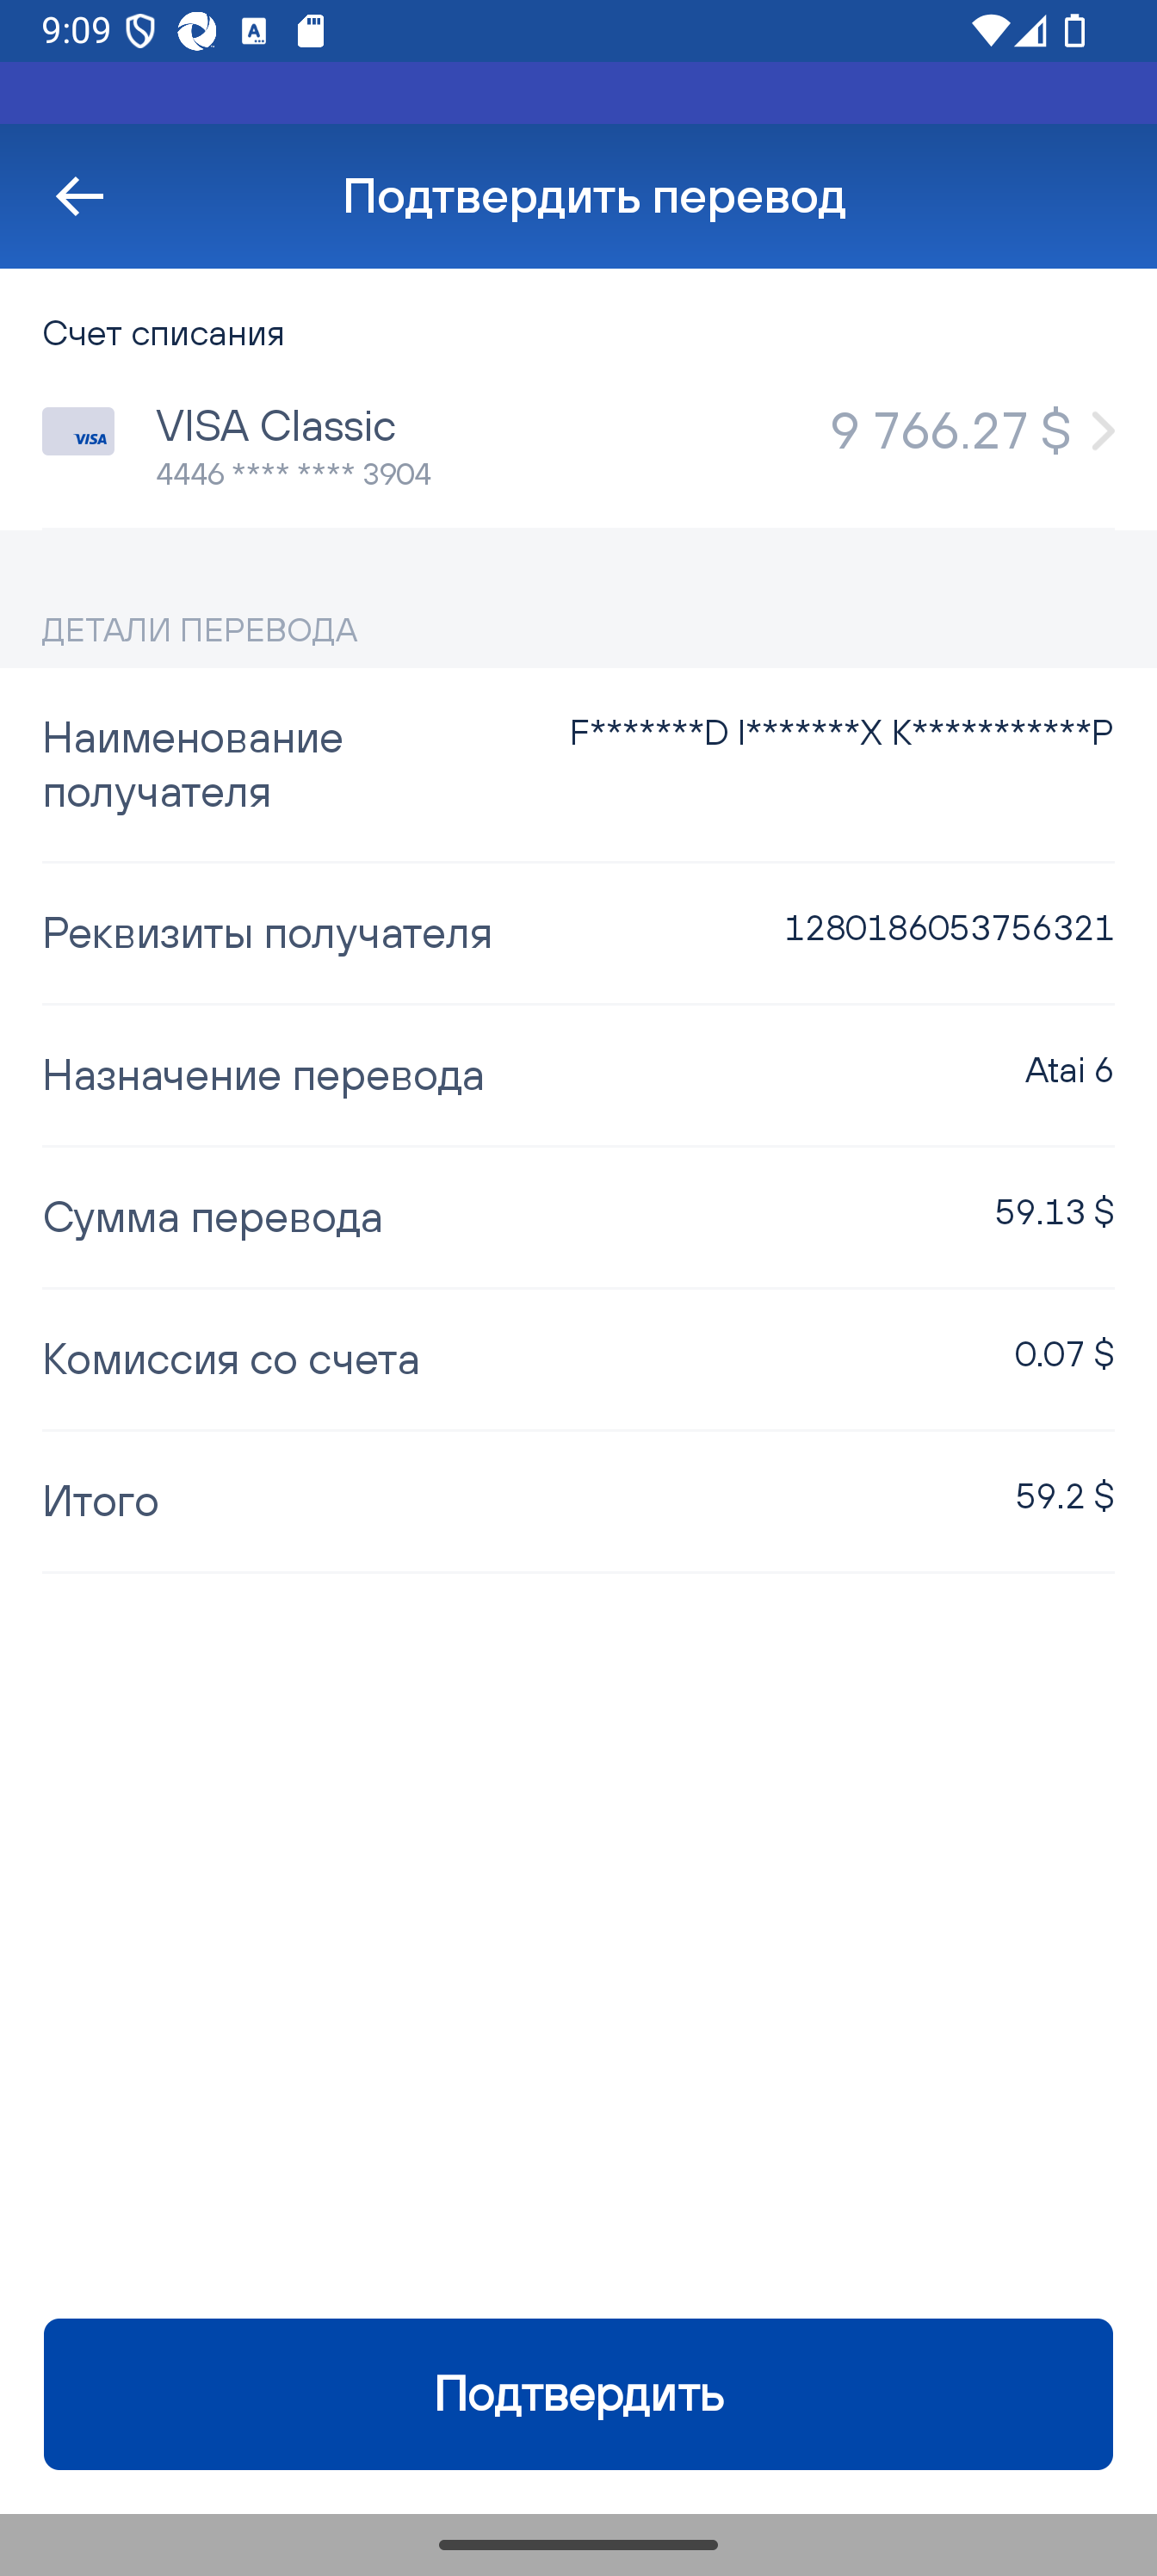 9:09
Подтвердить перевод
Счет списания
VISA
VISA Classic
9 766.27 $
4446 **** **** 3904
ДЕТАЛИ ПЕРЕВОДА
Наименование получателя
F*******D I*******X K***********P
Реквизиты получателя
1280186053756321
Назначение перевода
Atai 6
Сумма перевода
59.13 $
Комиссия со счета
0.07 $
Итого
59.2 $
Подтвердить